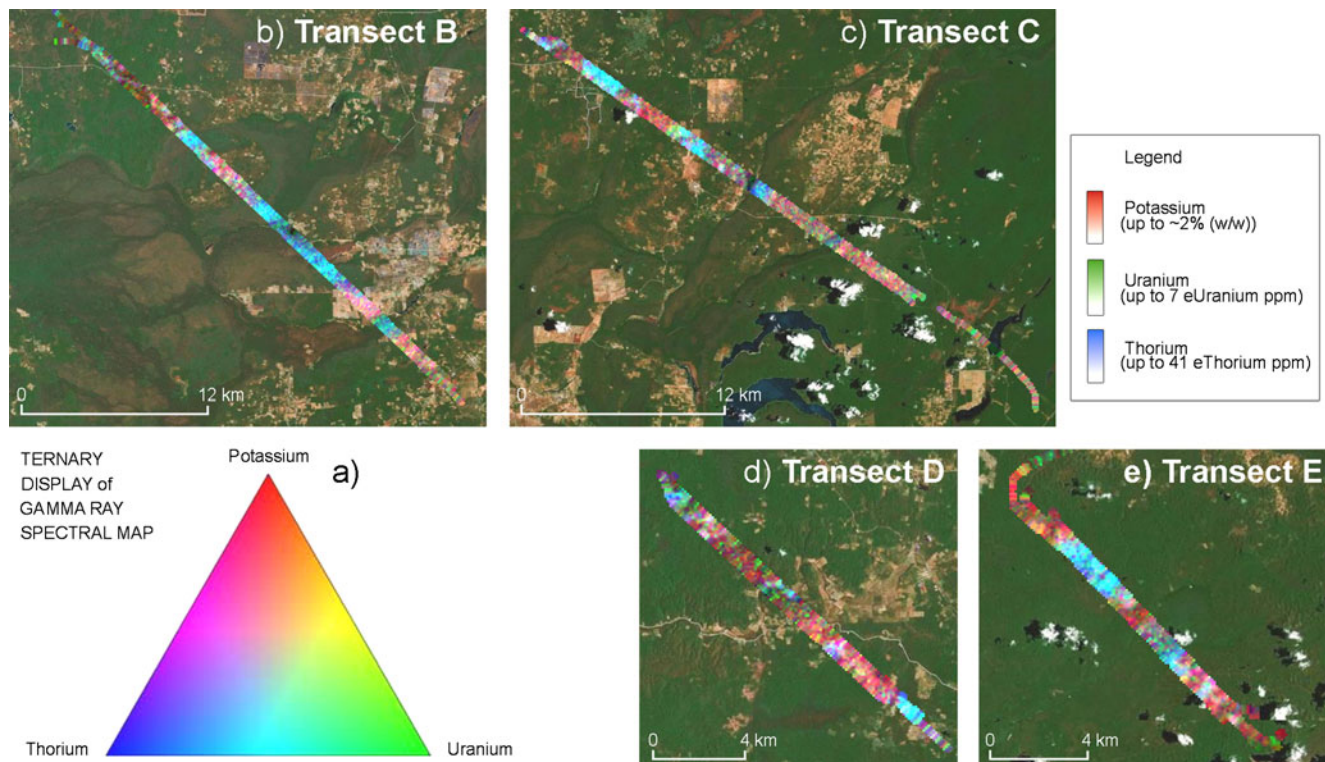 b) Transect B
0
12 km
c) Transect C
0
12 km
Legend
Potassium
(up to ~2% (w/w))
Uranium
(up to 7 eUranium ppm)
Thorium
(up to 41 eThorium ppm)
TERNARY
DISPLAY of
GAMMA RAY
SPECTRAL MAP
a)
Potassium
Thorium
Uranium
d) Transect D
0
4 km
e) Transect E
0
4 km